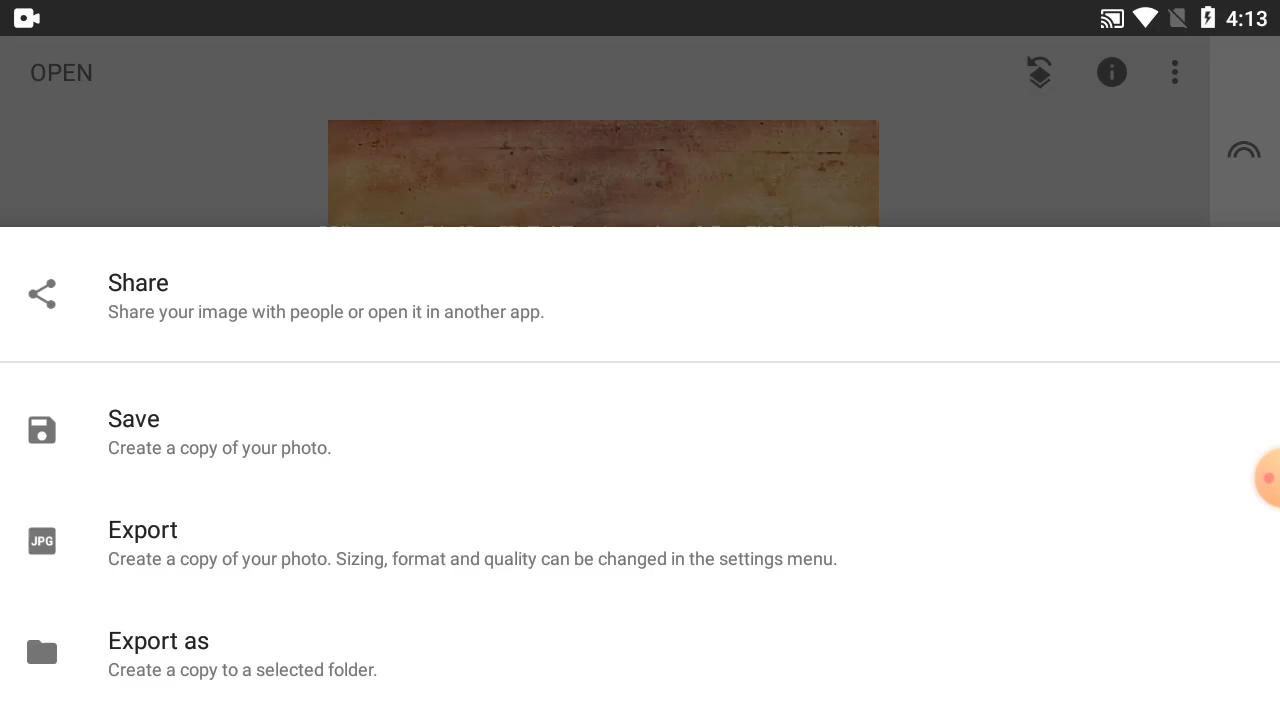 4:13
OPEN
Share
Share your image with people or open it in another app.
Save
Create a copy of your photo.
JPG
Export
Create a copy of your photo. Sizing, format and quality can be changed in the settings menu.
Export as
Create a copy to a selected folder.